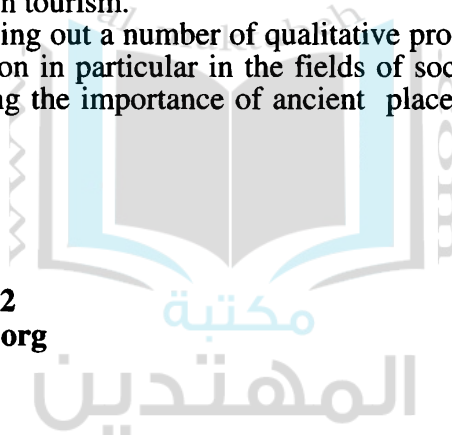 n tourism.
ing out a number of qualitative pro
on in particular in the fields of soc
ng the importance of ancient place
2
org
مكتبة
المهتدين